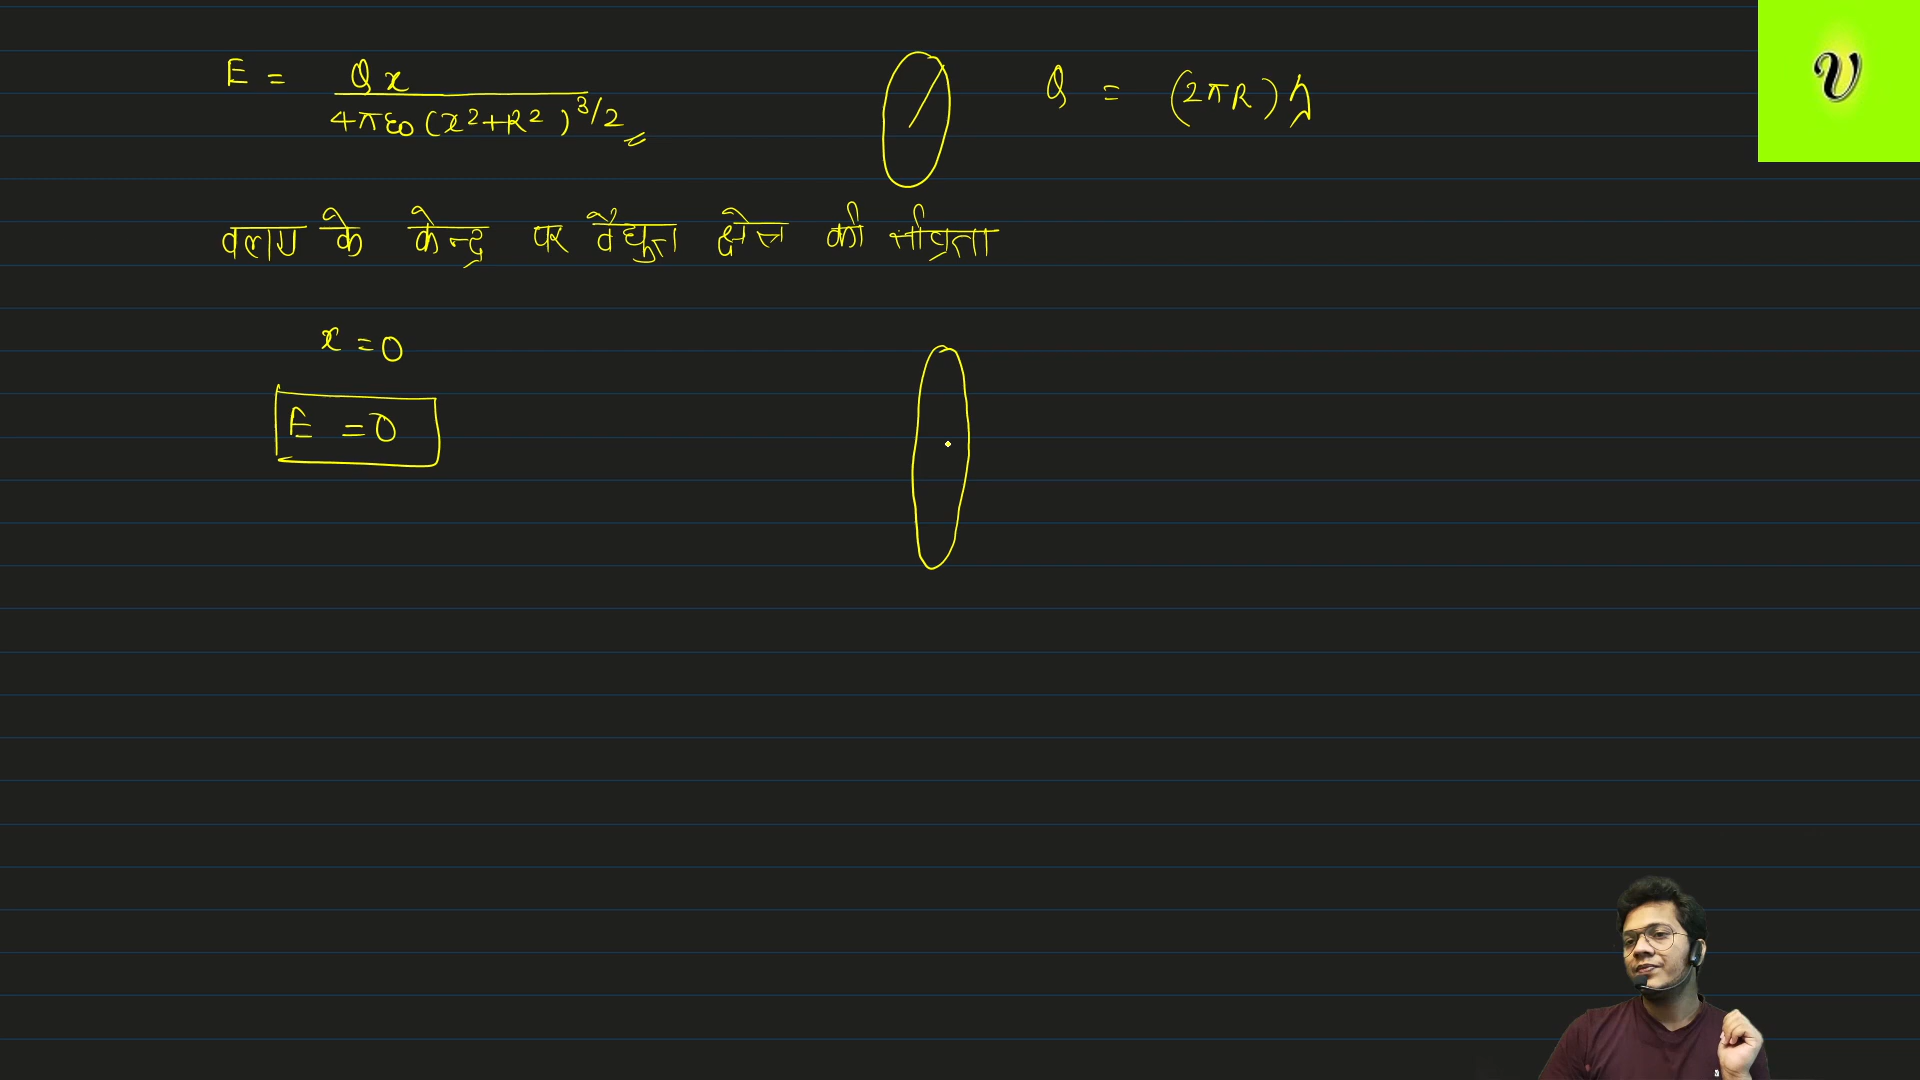 E = Qx / 4πε0 (x²+R²)^3/2
Q = (2πR) λ
वलय के केन्द्र पर वैधुत क्षेत्र की तीव्रता
x = 0
E = 0
v